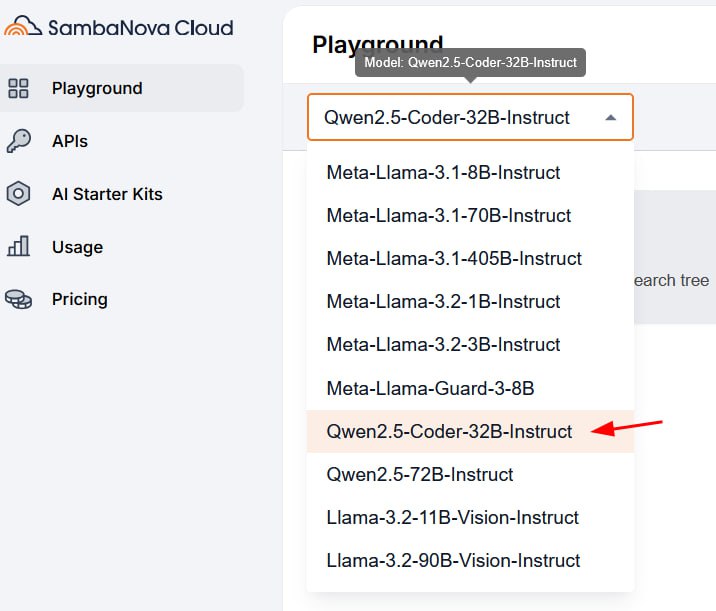 SambaNova Cloud
Playground
APIs
AI Starter Kits
Usage
Pricing
Playground
Model: Qwen2.5-Coder-32B-Instruct
Qwen2.5-Coder-32B-Instruct
Meta-Llama-3.1-8B-Instruct
Meta-Llama-3.1-70B-Instruct
Meta-Llama-3.1-405B-Instruct
Meta-Llama-3.2-1B-Instruct
Meta-Llama-3.2-3B-Instruct
Meta-Llama-Guard-3-8B
Qwen2.5-Coder-32B-Instruct
Qwen2.5-72B-Instruct
Llama-3.2-11B-Vision-Instruct
Llama-3.2-90B-Vision-Instruct
earch tree